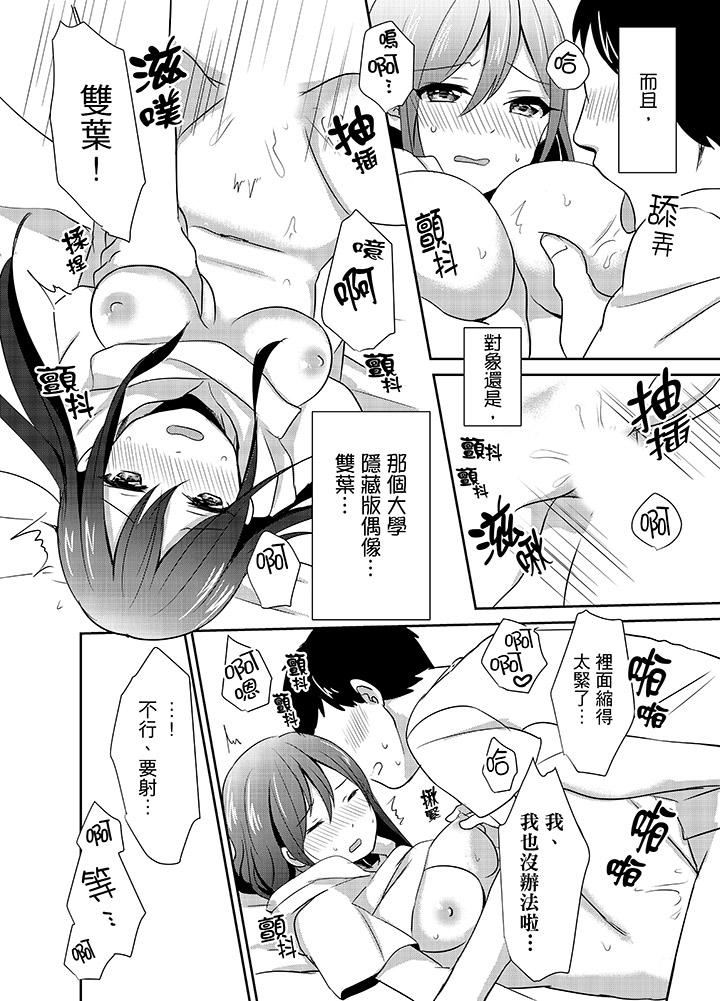 而且，
哈
嗚
啊…
舔弄
顫抖
對象還是，
抽插
顫抖
顫抖
滋
啾
啊
雙葉！
滋噗
抽插
揉捏
噫
啊
顫抖
顫抖
啊
那個大學
隱藏版偶像…
雙葉…
裡面縮得
太緊了…
啪
啪
啊
啊♡
啊
嗯
顫抖
顫抖
哈
揪緊
我、
我也沒辦法啦…
啪
啪
顫抖
…！
不行、要射…
啊
等…
啊